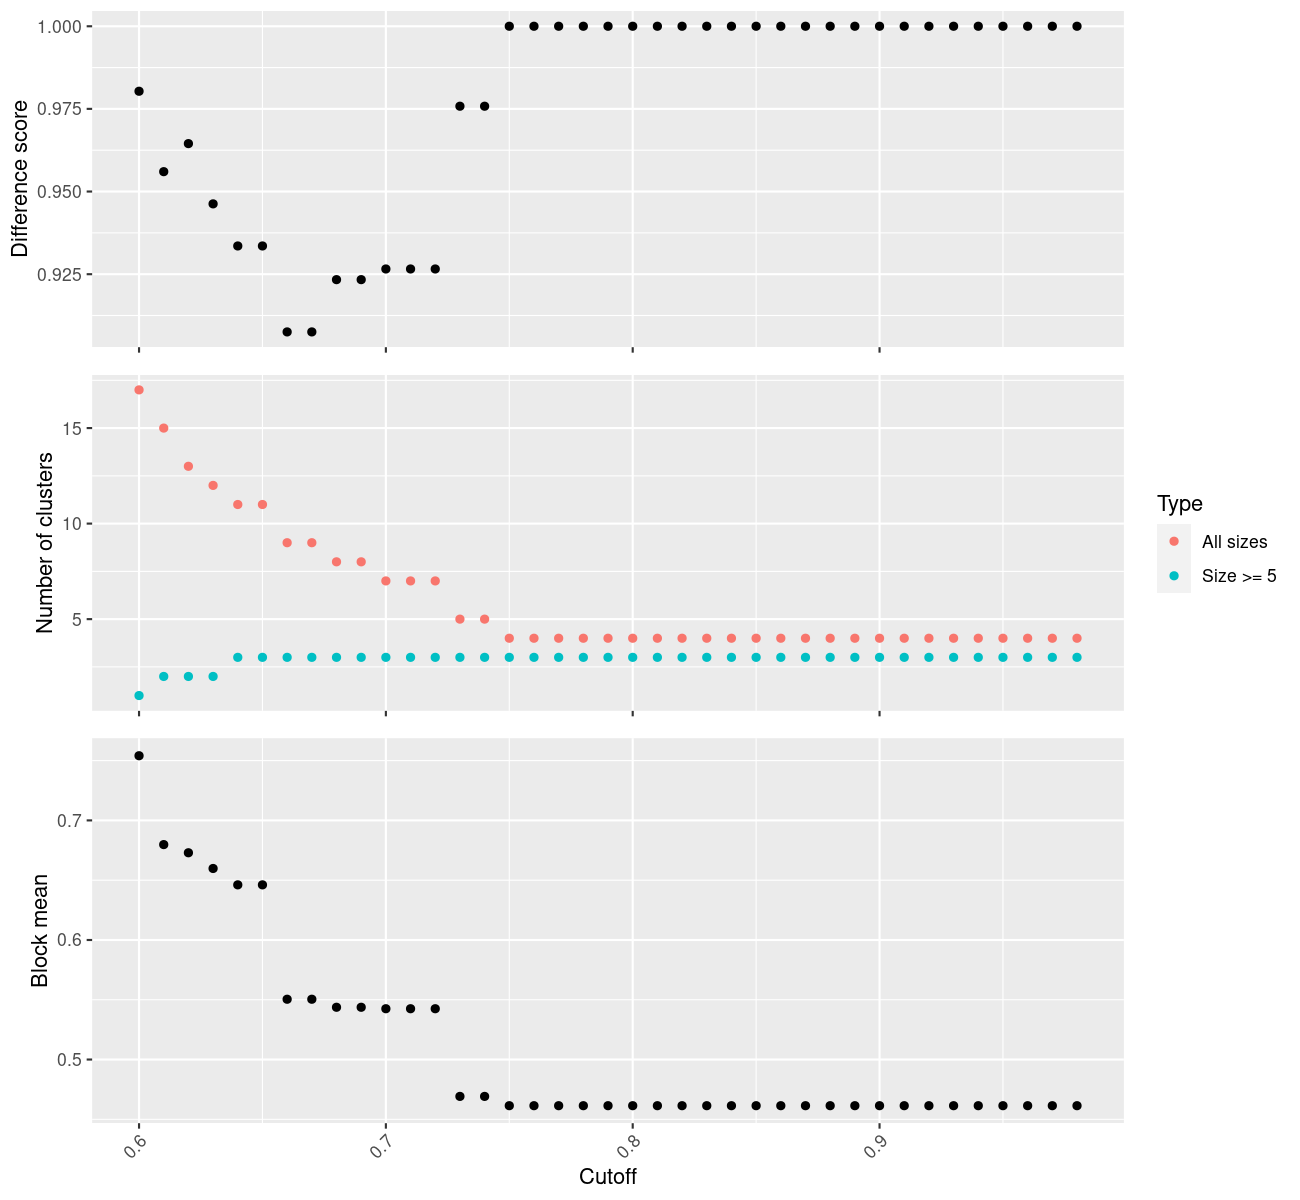 Difference score
1.000
0.975
0.950
0.925
Number of clusters
15
10
5
Type
All sizes
Size >= 5
Block mean
0.7
0.6
0.5
0.6
0.7
0.8
0.9
Cutoff